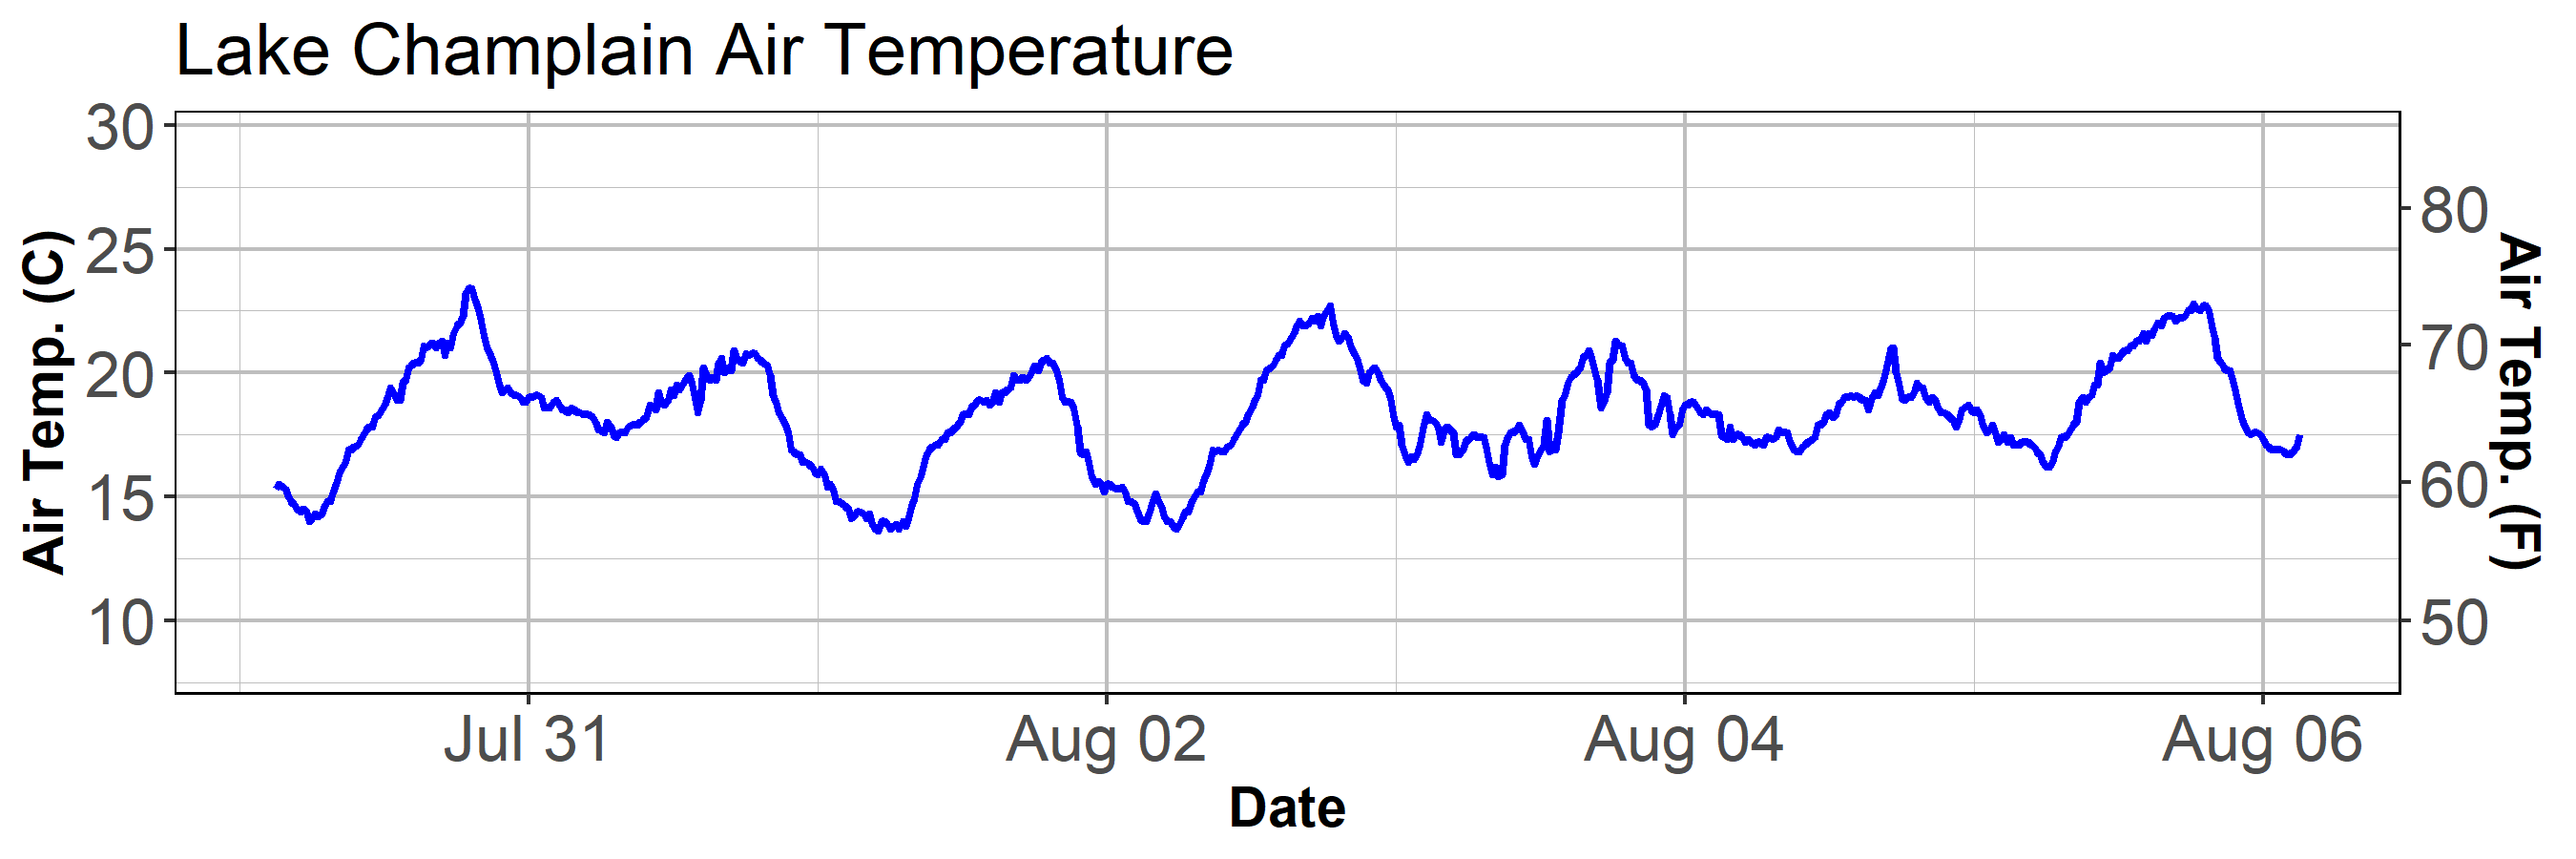 Lake Champlain Air Temperature
Air Temp. (C)
30
25
20
15
10
80
70
60
50
Air Temp. (F)
Jul 31
Aug 02
Aug 04
Aug 06
Date